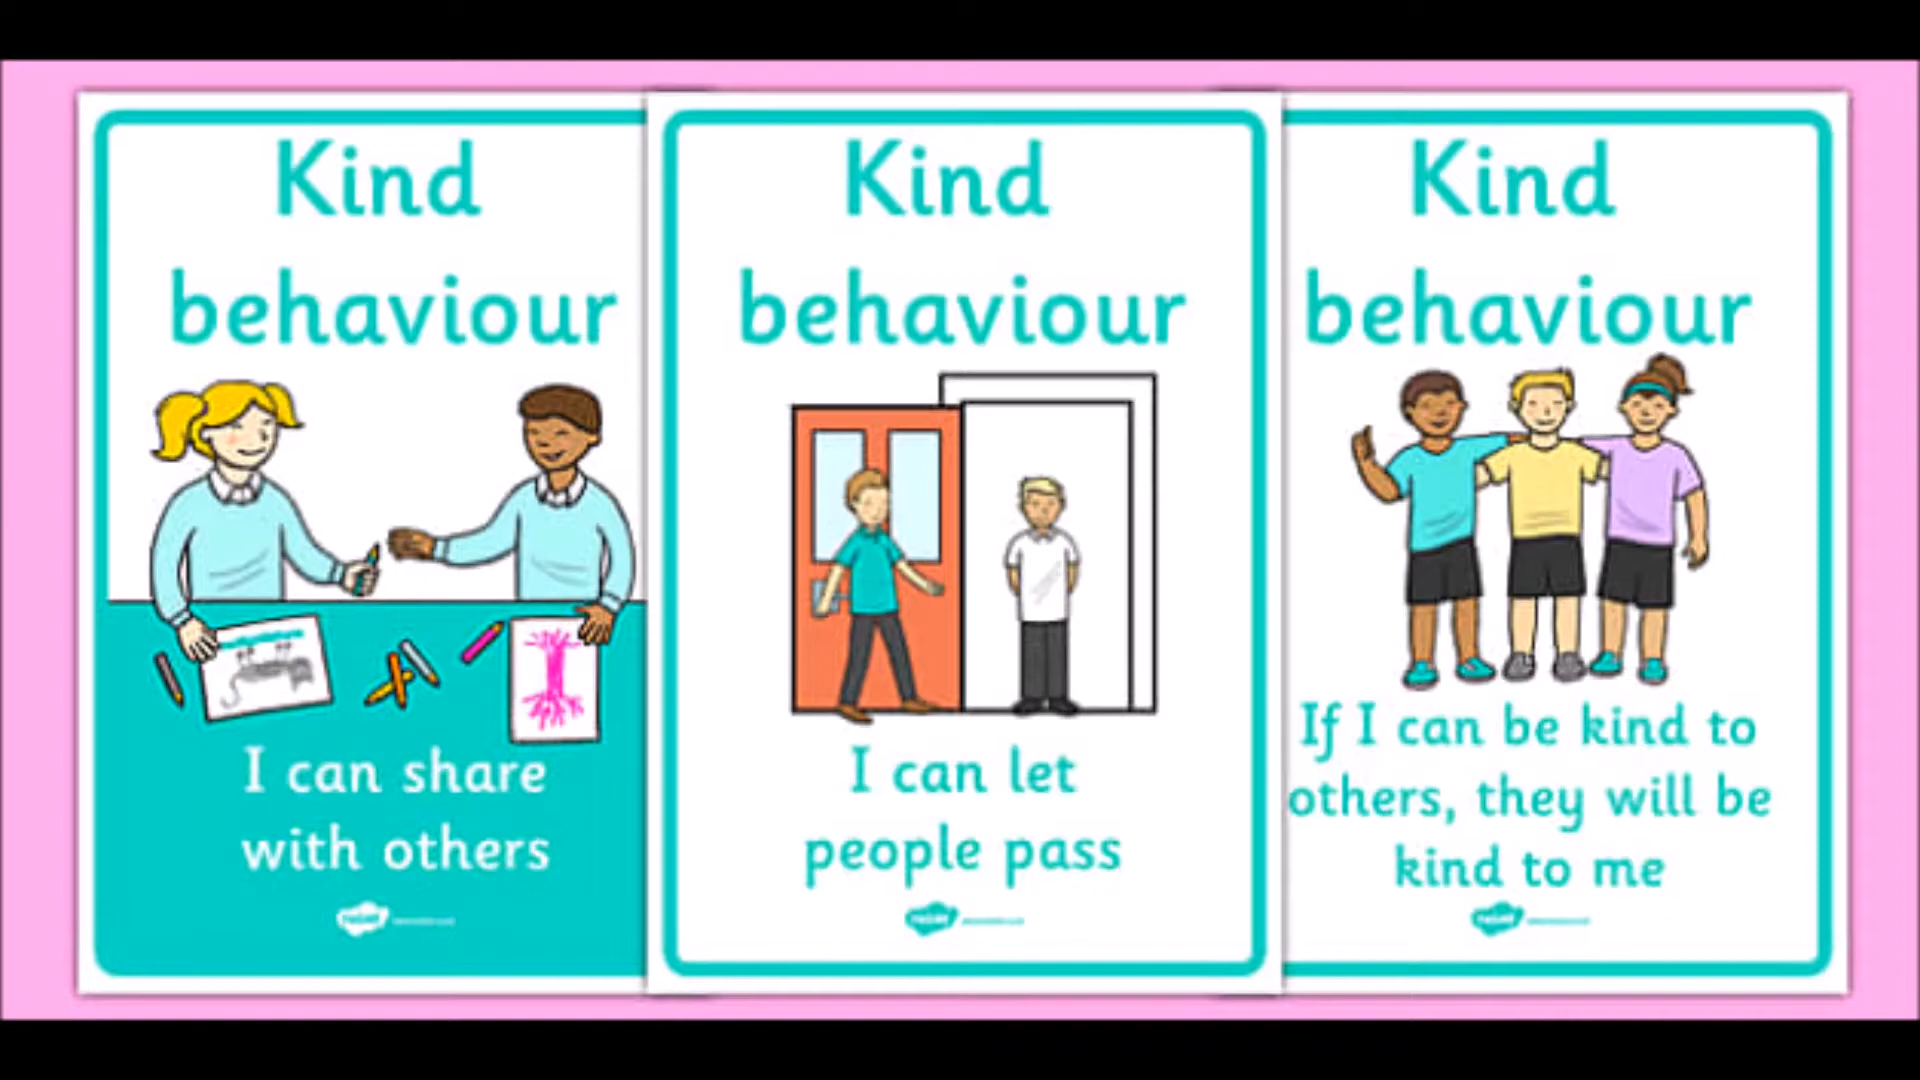 Kind
behaviour
I can share
with others
Kind
behaviour
I can let
people pass
Kind
behaviour
If I can be kind to
others, they will be
kind to me